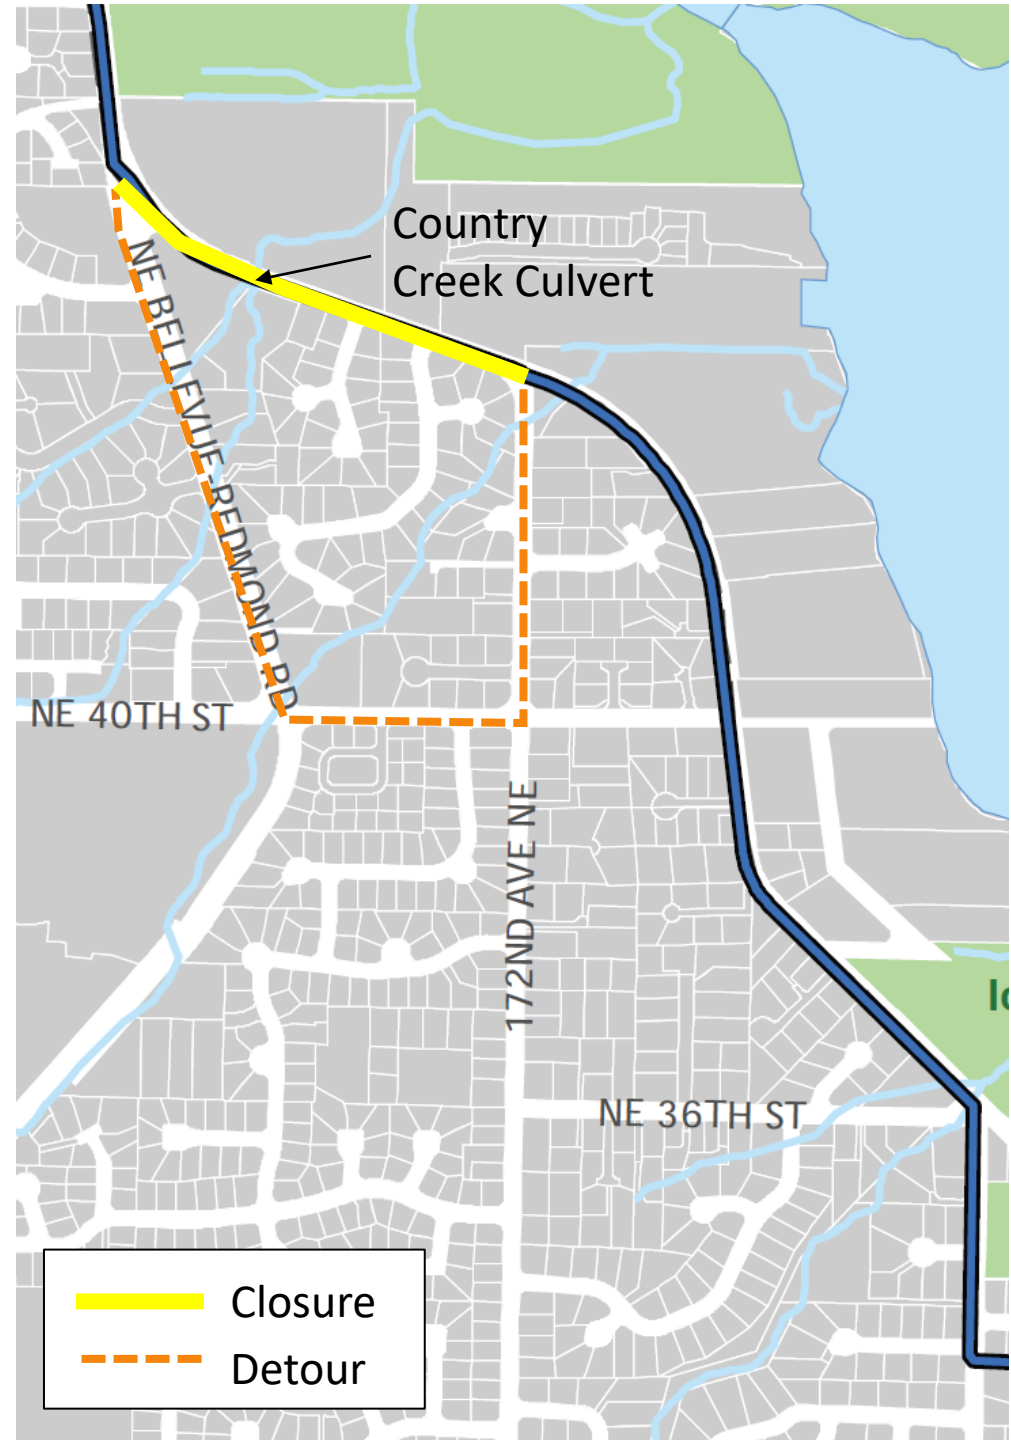 Country
Creek Culvert
NE BELLEVUE-REDMOND RD
NE 40TH ST
172ND AVE NE
NE 36TH ST
Closure
Detour